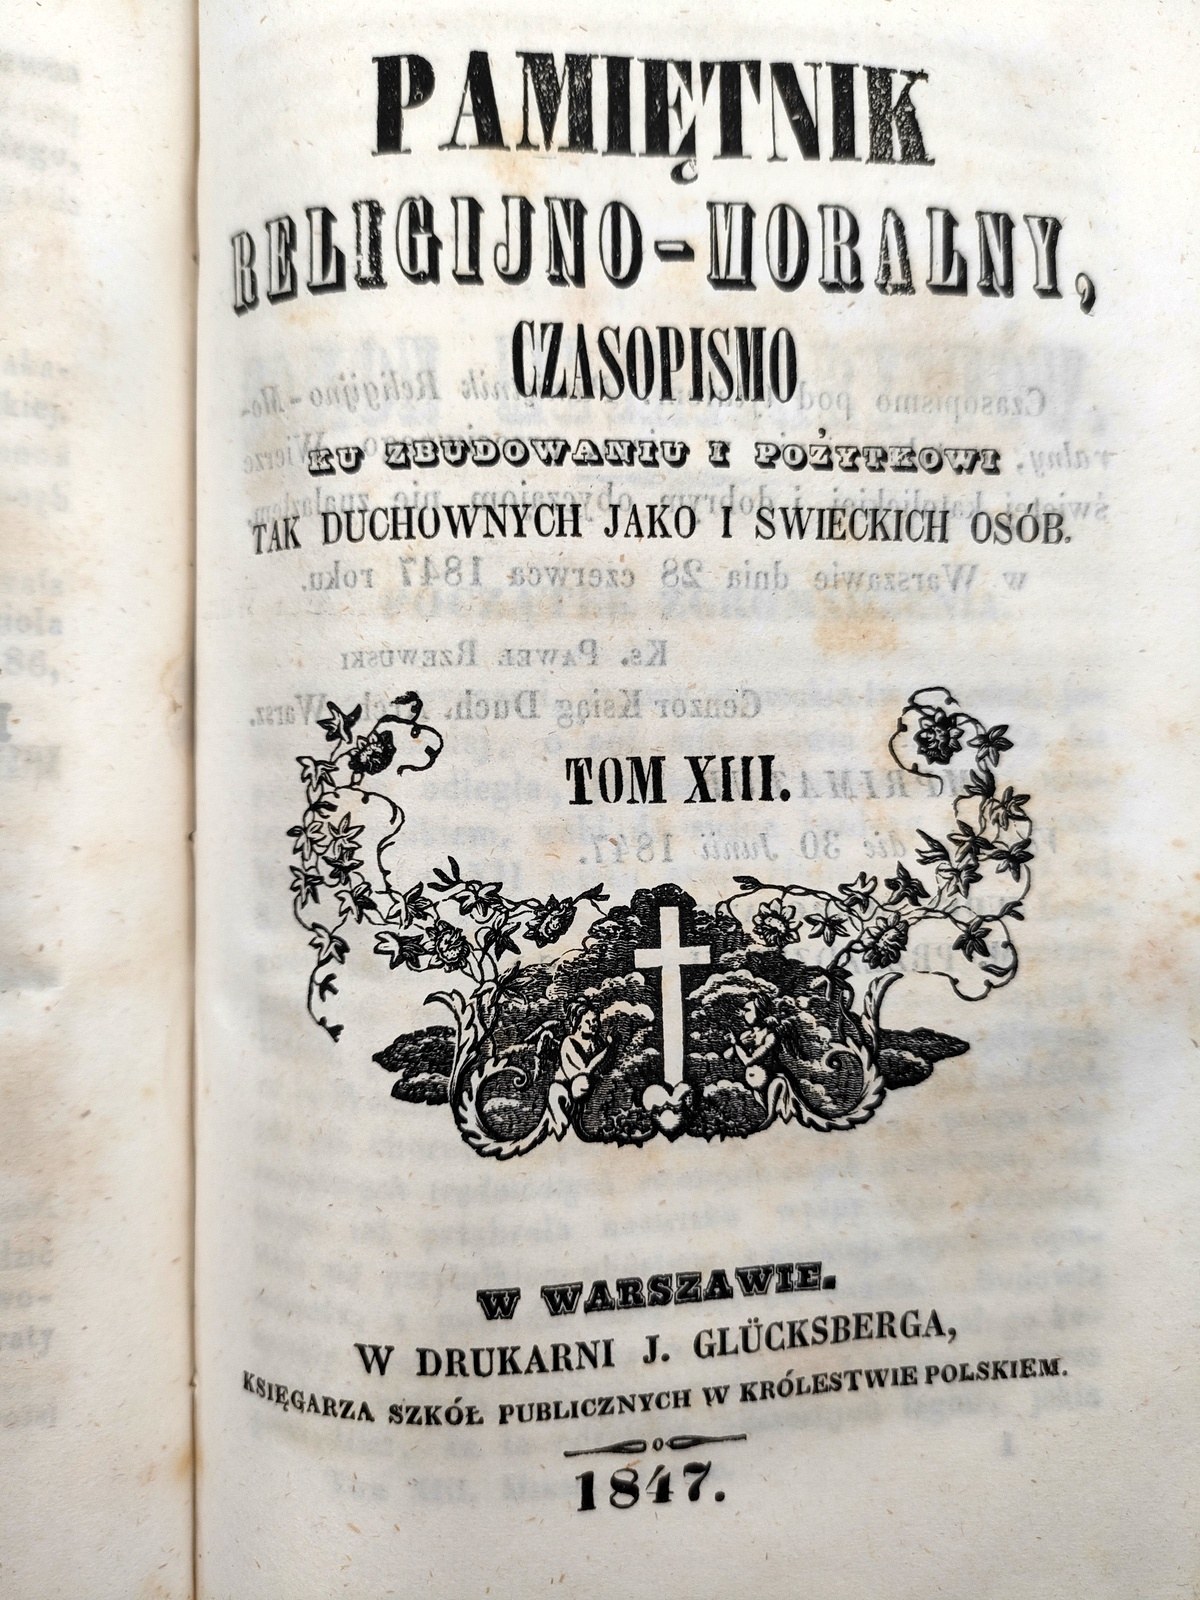 PAMIĘTNIK
RELIGIJNO-MORALNY,
CZASOPISMO
KU ZBUDOWANIU I POŻYTKOWI
TAK DUCHOWNYCH JAKO I SWIECKICH OSÓB.
TOM XIII.
W WARSZAWIE.
W DRUKARNI J. GLÜCKSBERGA,
KSIĘGARZA SZKÓŁ PUBLICZNYCH W KRÓLESTWIE POLSKIEM.
1847.